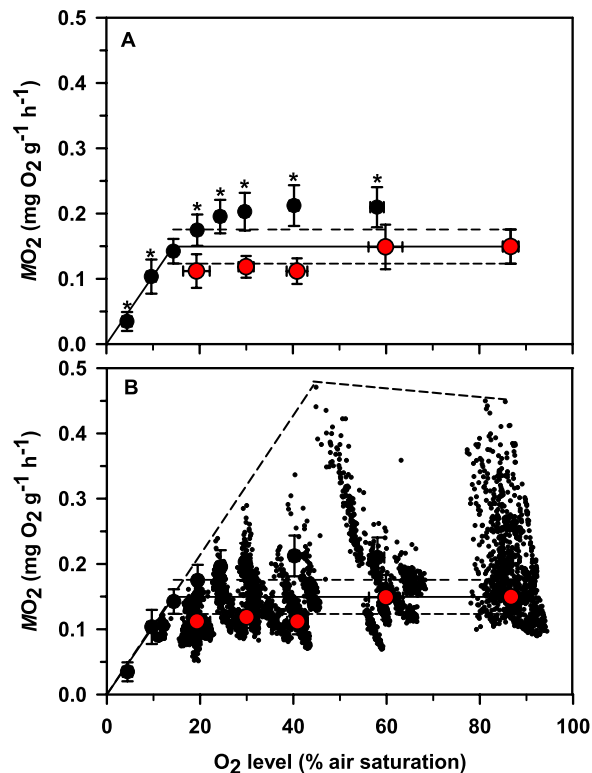 A
0.5
0.4
0.3
0.2
0.1
0.0
MO2 (mg O2 g-1 h-1)
* * * * * * * *
B
0.5
0.4
0.3
0.2
0.1
0.0
MO2 (mg O2 g-1 h-1)
0 20 40 60 80 100
O2 level (% air saturation)